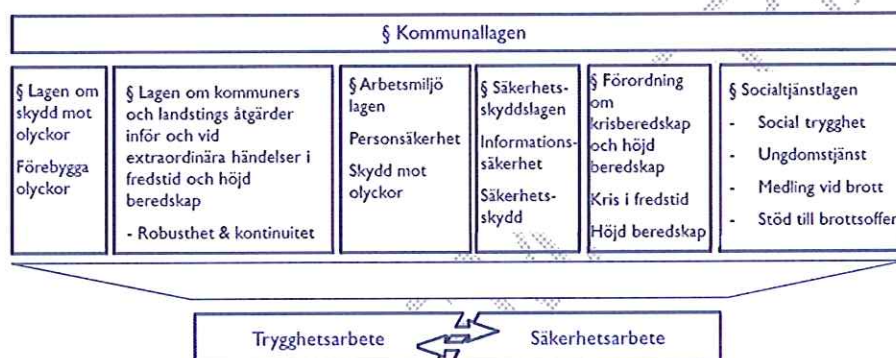 § Kommunallagen
§ Lagen om
skydd mot
olyckor
Förebygga
olyckor
§ Lagen om kommuners
och landstings åtgärder
inför och vid
extraordinära händelser i
fredstid och höjd
beredskap
- Robusthet & kontinuitet
§ Arbetsmiljö
lagen
Personsäkerhet
Skydd mot
olyckor
§ Säkerhets-
skyddslagen
Informations-
säkerhet
Säkerhets-
skydd
§ Förordning
om
krisberedskap
och höjd
beredskap
Kris i fredstid
Höjd beredskap
§ Socialtjänstlagen
- Social trygghet
- Ungdomstjänst
- Medling vid brott
- Stöd till brottsoffer
Trygghetsarbete
Säkerhetsarbete